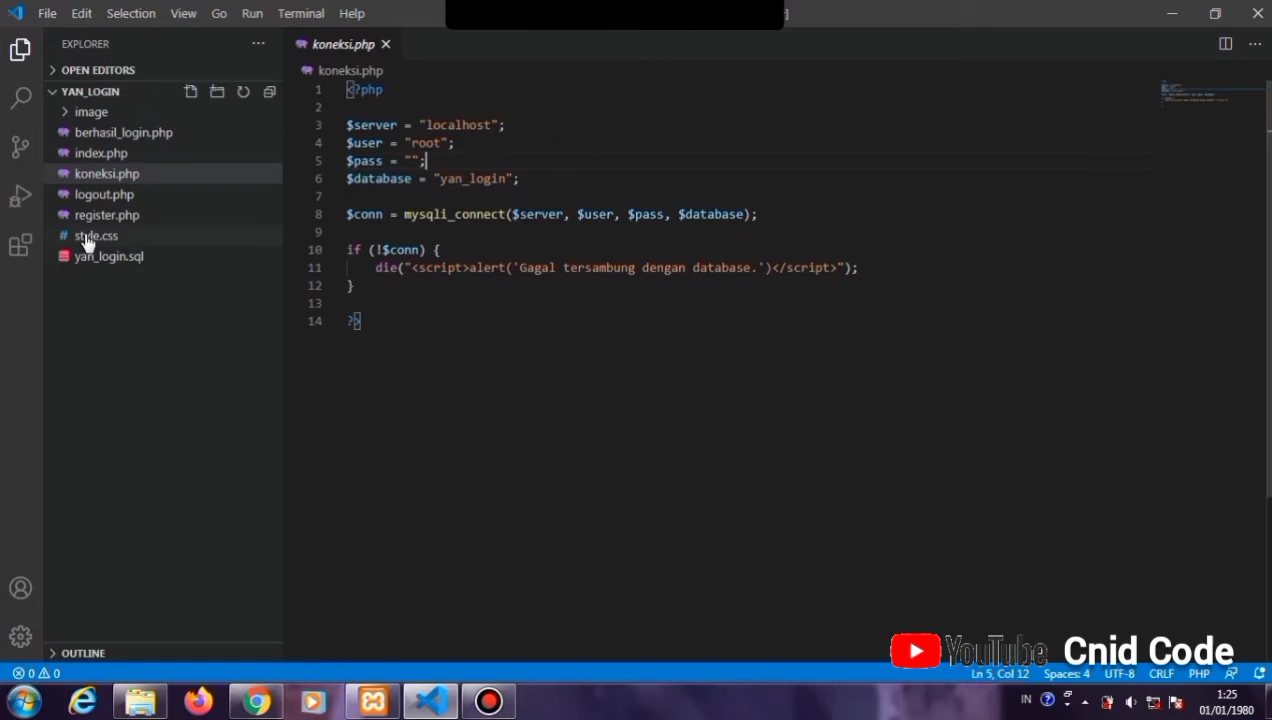 File Edit Selection View Go Run Terminal Help
EXPLORER
OPEN EDITORS
YAN_LOGIN
image
berhasil_login.php
index.php
koneksi.php
logout.php
register.php
style.css
yan_login.sql
OUTLINE
koneksi.php
koneksi.php
1 <?php
2
3 $server = "localhost";
4 $user = "root";
5 $pass = "";
6 $database = "yan_login";
7
8 $conn = mysqli_connect($server, $user, $pass, $database);
9
10 if (!$conn) {
11 die("<script>alert('Gagal tersambung dengan database.')</script>");
12 }
13
14 ?>
YouTube Cnid Code
0 0 Ln 5, Col 12 Spaces: 4 UTF-8 CRLF PHP
IN 1:25
01/01/1980